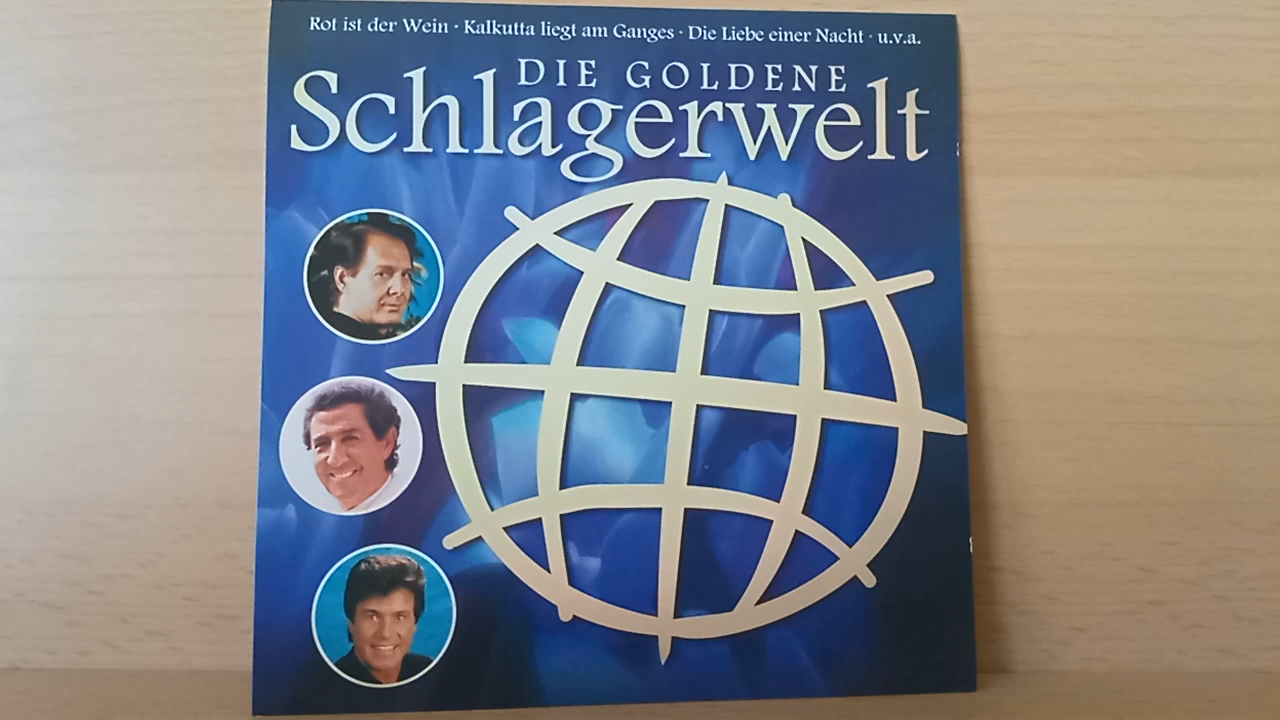 Rot ist der Wein · Kalkutta liegt am Ganges · Die Liebe einer Nacht · u.v.a.
DIE GOLDENE
Schlagerwelt